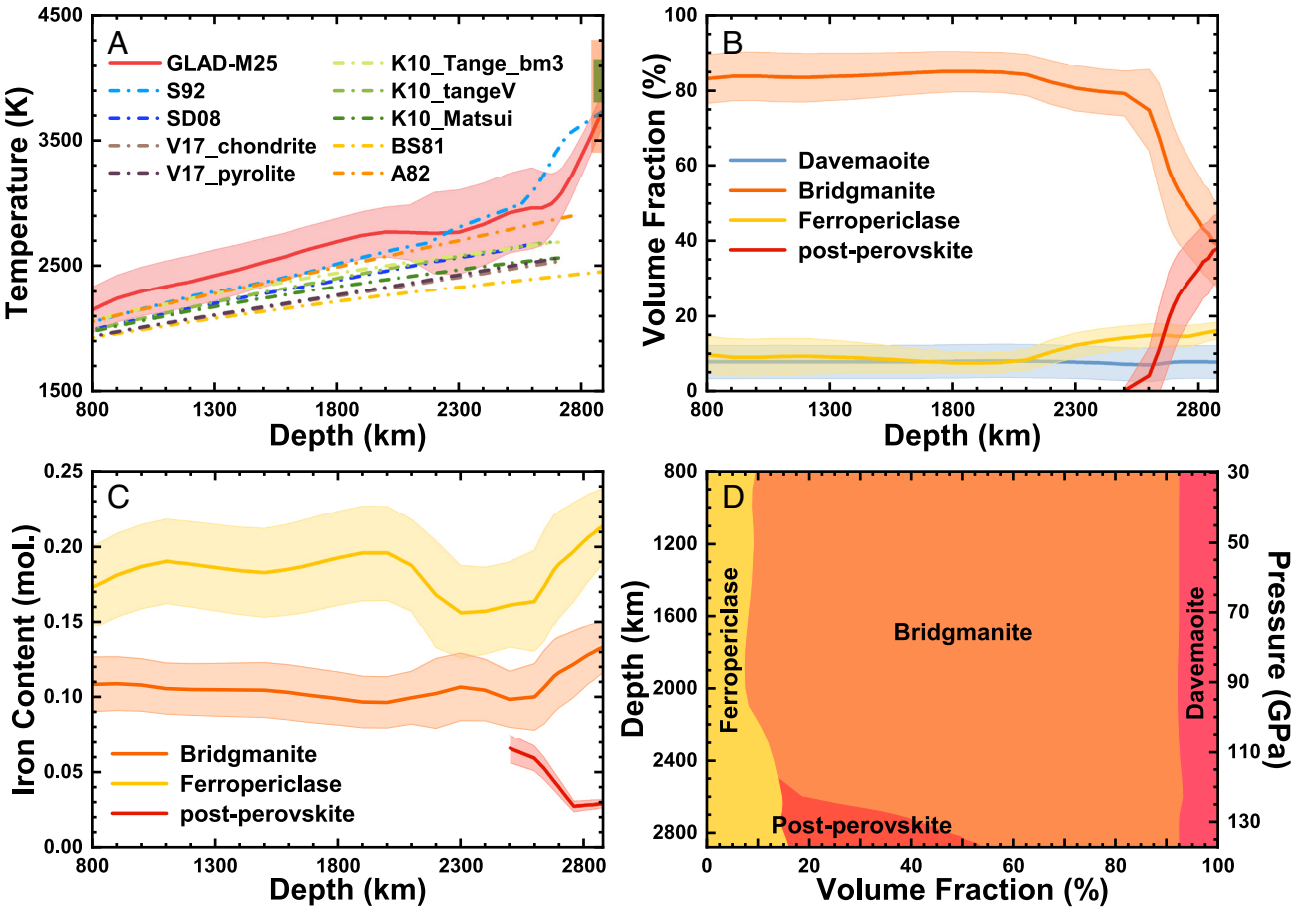 A
Temperature (K)
4500
3500
2500
1500
GLAD-M25
S92
SD08
V17_chondrite
V17_pyrolite
K10_Tange_bm3
K10_tangeV
K10_Matsui
BS81
A82
800
1300
1800
2300
2800
Depth (km)
B
Volume Fraction (%)
100
80
60
40
20
0
Davemaoite
Bridgmanite
Ferropericlase
post-perovskite
800
1300
1800
2300
2800
Depth (km)
C
Iron Content (mol.)
0.25
0.20
0.15
0.10
0.05
0.00
Bridgmanite
Ferropericlase
post-perovskite
800
1300
1800
2300
2800
Depth (km)
D
Depth (km)
800
1200
1600
2000
2400
2800
Ferropericlase
Bridgmanite
Davemaoite
Post-perovskite
30
50
70
90
110
130
Pressure (GPa)
0
20
40
60
80
100
Volume Fraction (%)